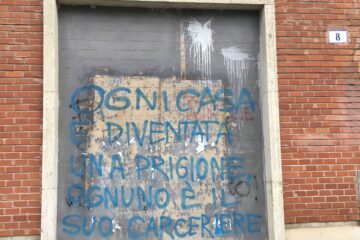 8
OGNI CASA
È DIVENTATA
UNA PRIGIONE
OGNUNO È IL
SUO CARCERIERE